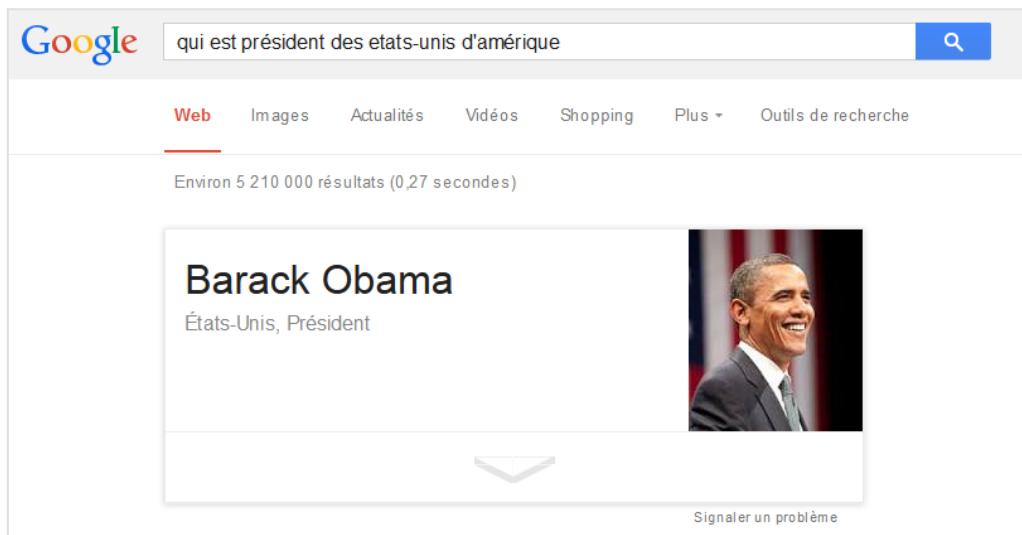 Google qui est président des etats-unis d'amérique
Web Images Actualités Vidéos Shopping Plus Outils de recherche
Environ 5 210 000 résultats (0,27 secondes)
Barack Obama
États-Unis, Président
Signaler un problème